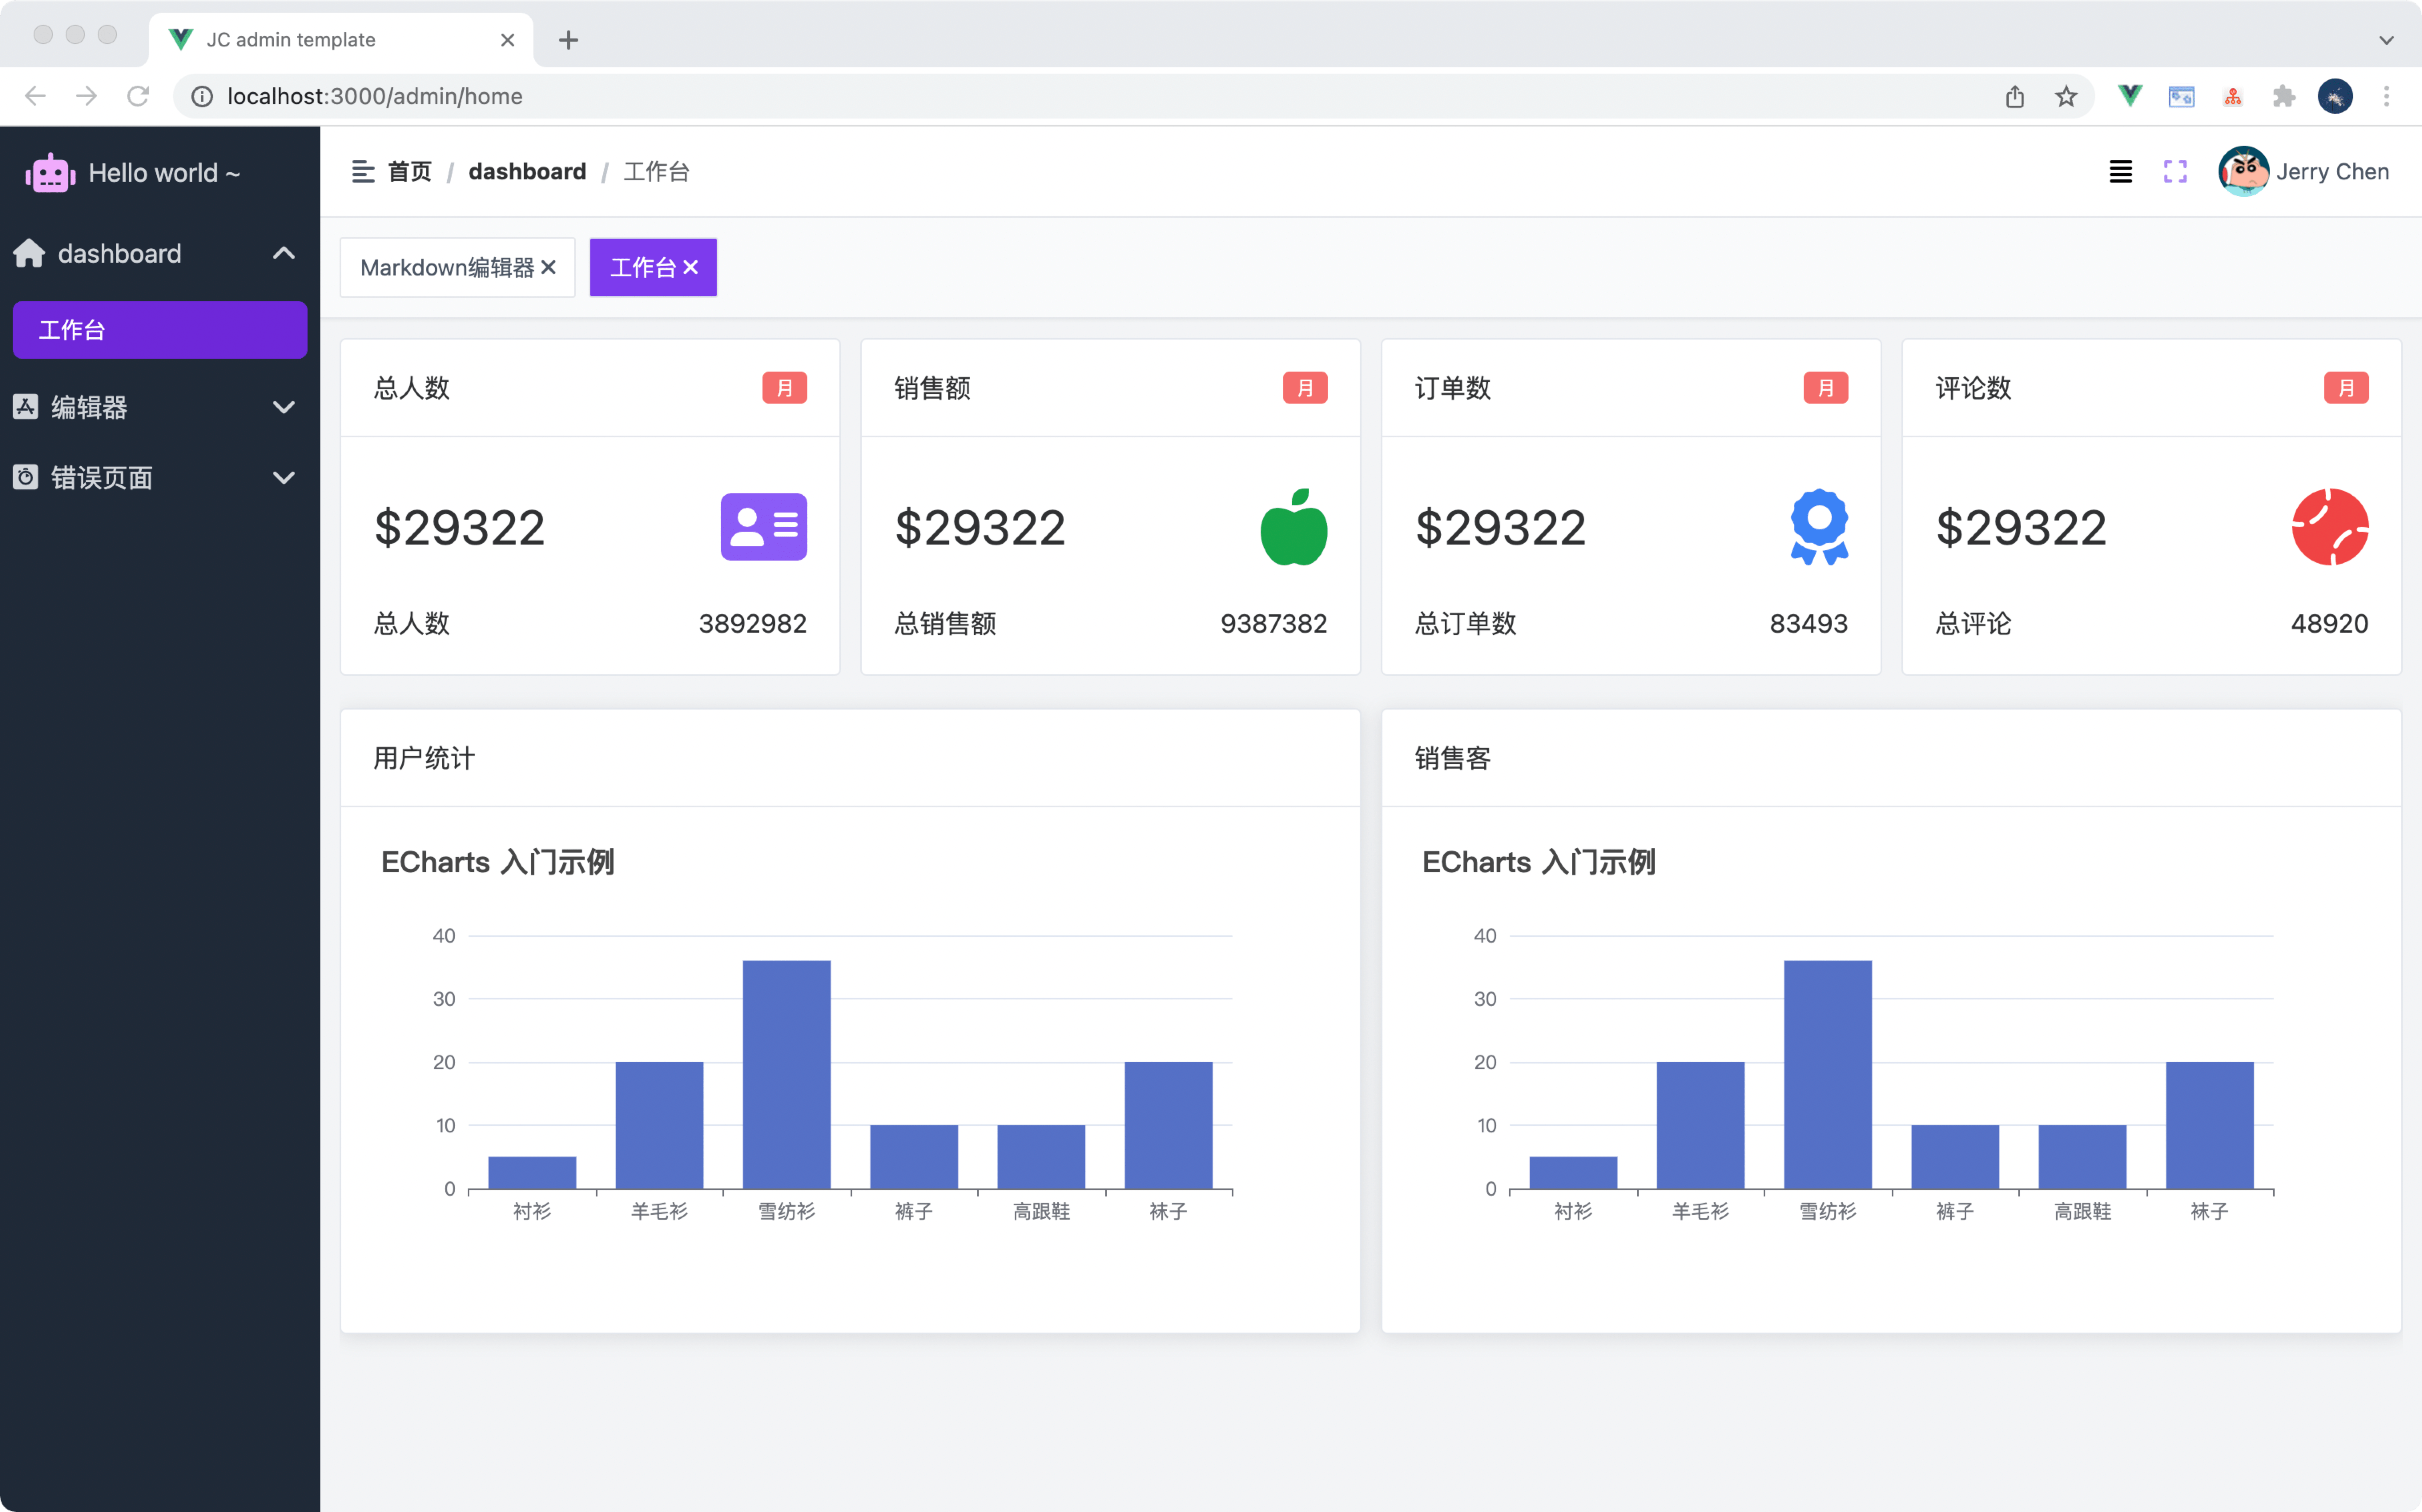 JC admin template
localhost:3000/admin/home
Hello world ~
dashboard
工作台
编辑器
错误页面
首页 / dashboard / 工作台
Jerry Chen
Markdown编辑器
工作台
总人数 月
$29322
总人数 3892982
销售额 月
$29322
总销售额 9387382
订单数 月
$29322
总订单数 83493
评论数 月
$29322
总评论 48920
用户统计
ECharts 入门示例
40
30
20
10
0
衬衫 羊毛衫 雪纺衫 裤子 高跟鞋 袜子
销售客
ECharts 入门示例
40
30
20
10
0
衬衫 羊毛衫 雪纺衫 裤子 高跟鞋 袜子